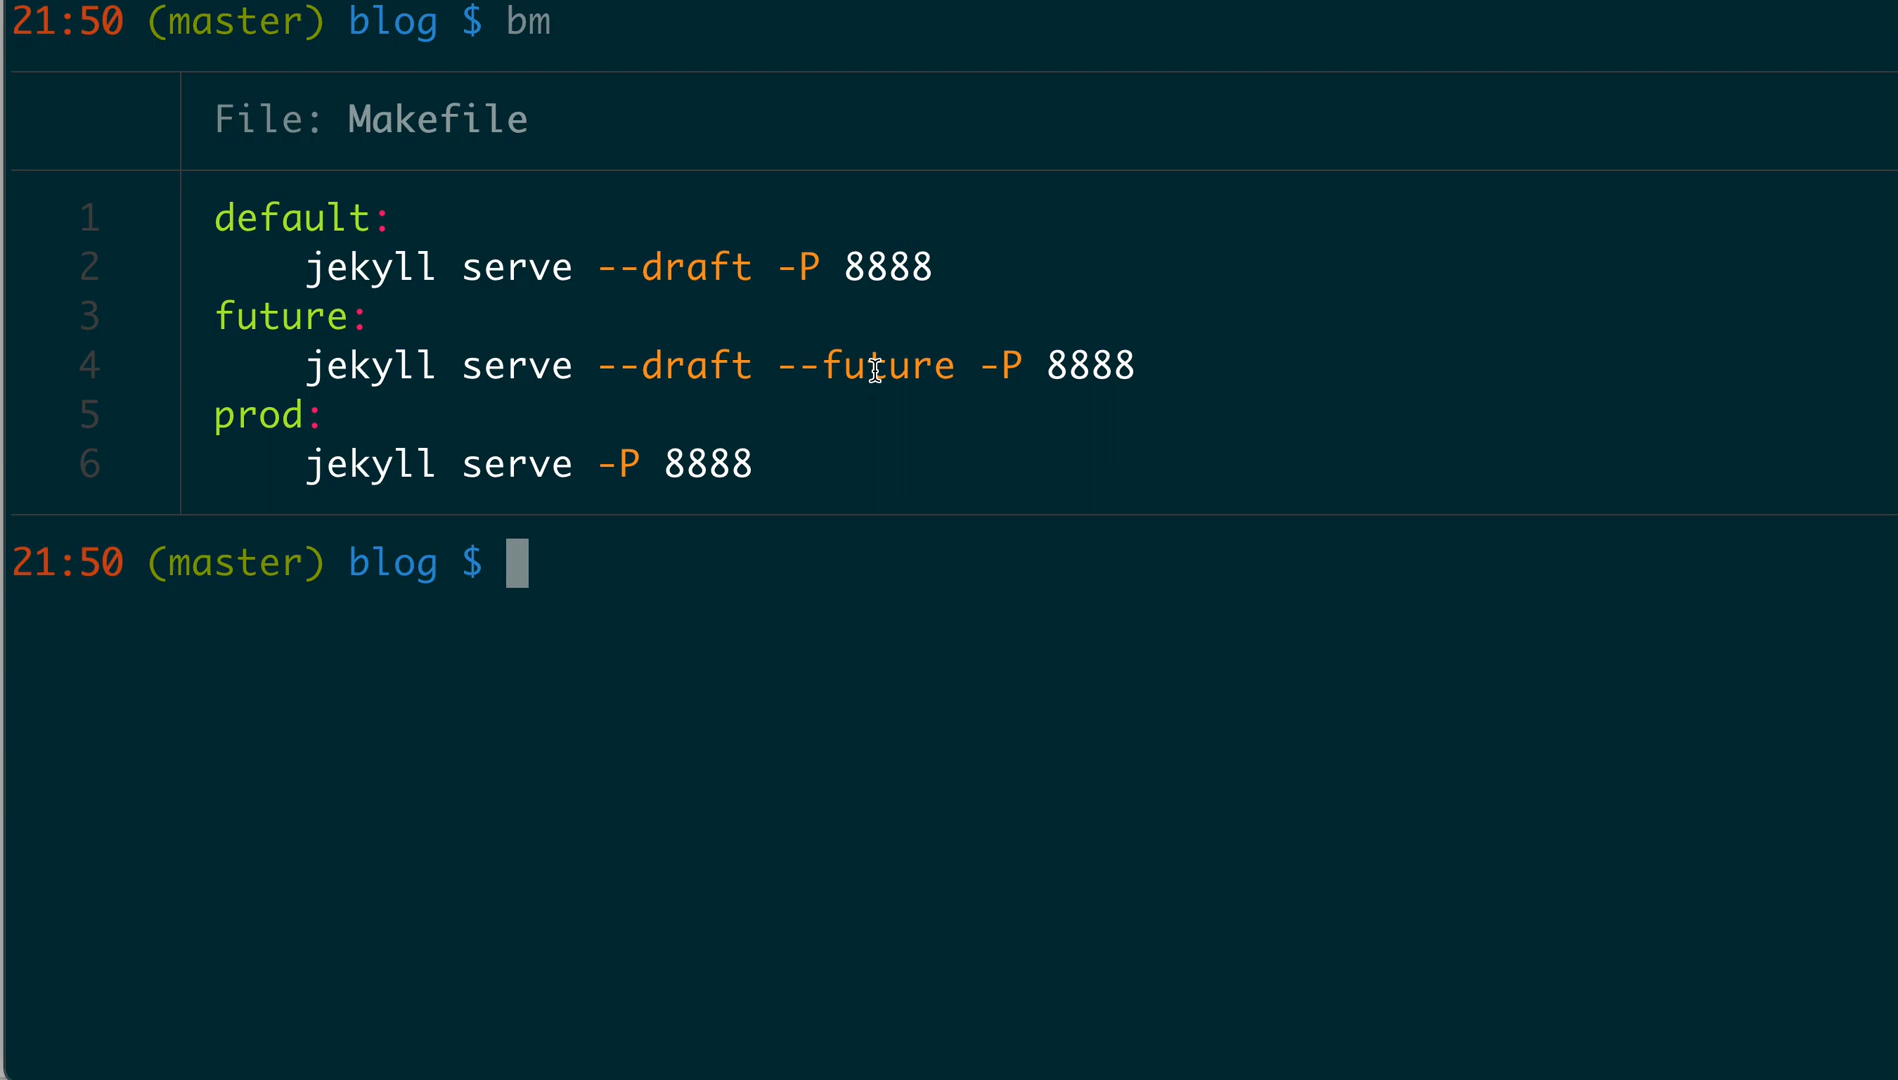 21:50 (master) blog $ bm
File: Makefile
1 default:
2 jekyll serve --draft -P 8888
3 future:
4 jekyll serve --draft --future -P 8888
5 prod:
6 jekyll serve -P 8888
21:50 (master) blog $